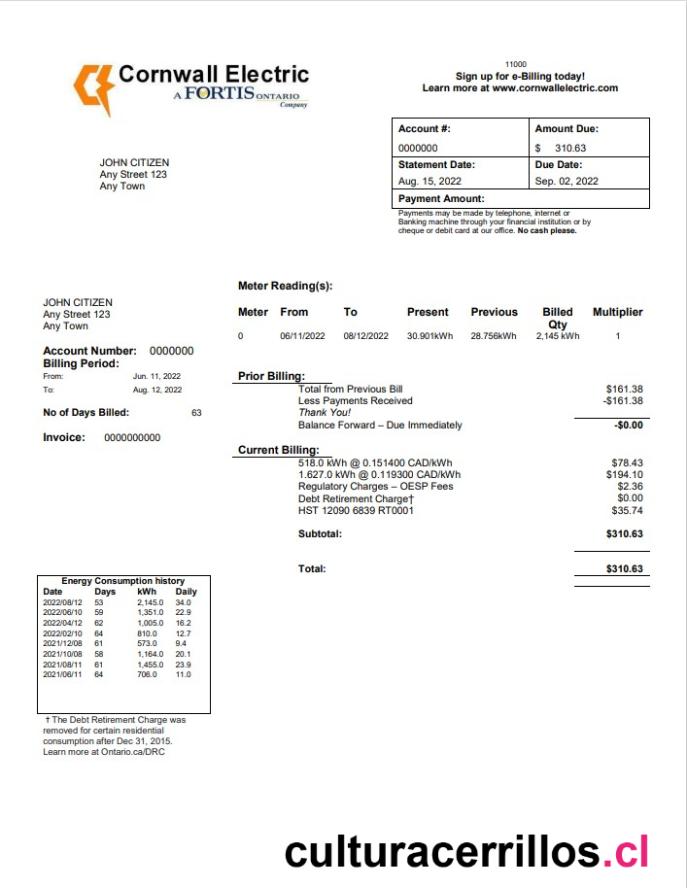 Cornwall Electric
A FORTIS ONTARIO
Company
11000
Sign up for e-Billing today!
Learn more at www.cornwallelectric.com
Account #:
Amount Due:
0000000
$ 310.63
Statement Date:
Due Date:
Aug. 15, 2022
Sep. 02, 2022
Payment Amount:
Payments may be made by telephone, internet or
Banking machine through your financial institution or by
cheque or debit card at our office. No cash please.
JOHN CITIZEN
Any Street 123
Any Town
JOHN CITIZEN
Any Street 123
Any Town
Account Number: 0000000
Billing Period:
From: Jun. 11, 2022
To: Aug. 12, 2022
No of Days Billed: 63
Invoice: 0000000000
Meter Reading(s):
Meter From To Present Previous Billed Qty Multiplier
0 06/11/2022 08/12/2022 30.901kWh 28.756kWh 2,145 kWh 1
Prior Billing:
Total from Previous Bill $161.38
Less Payments Received -$161.38
Thank You!
Balance Forward – Due Immediately -$0.00
Current Billing:
518.0 kWh @ 0.151400 CAD/kWh $78.43
1.627.0 kWh @ 0.119300 CAD/kWh $194.10
Regulatory Charges – OESP Fees $2.36
Debt Retirement Charge† $0.00
HST 12090 6839 RT0001 $35.74
Subtotal: $310.63
Total: $310.63
Energy Consumption history
Date Days kWh Daily
2022/08/12 53 2,145.0 34.0
2022/06/10 59 1,351.0 22.9
2022/04/12 62 1,005.0 16.2
2022/02/10 64 810.0 12.7
2021/12/08 61 573.0 9.4
2021/10/08 58 1,164.0 20.1
2021/08/11 61 1,455.0 23.9
2021/06/11 64 706.0 11.0
† The Debt Retirement Charge was
removed for certain residential
consumption after Dec 31, 2015.
Learn more at Ontario.ca/DRC
culturacerrillos.cl